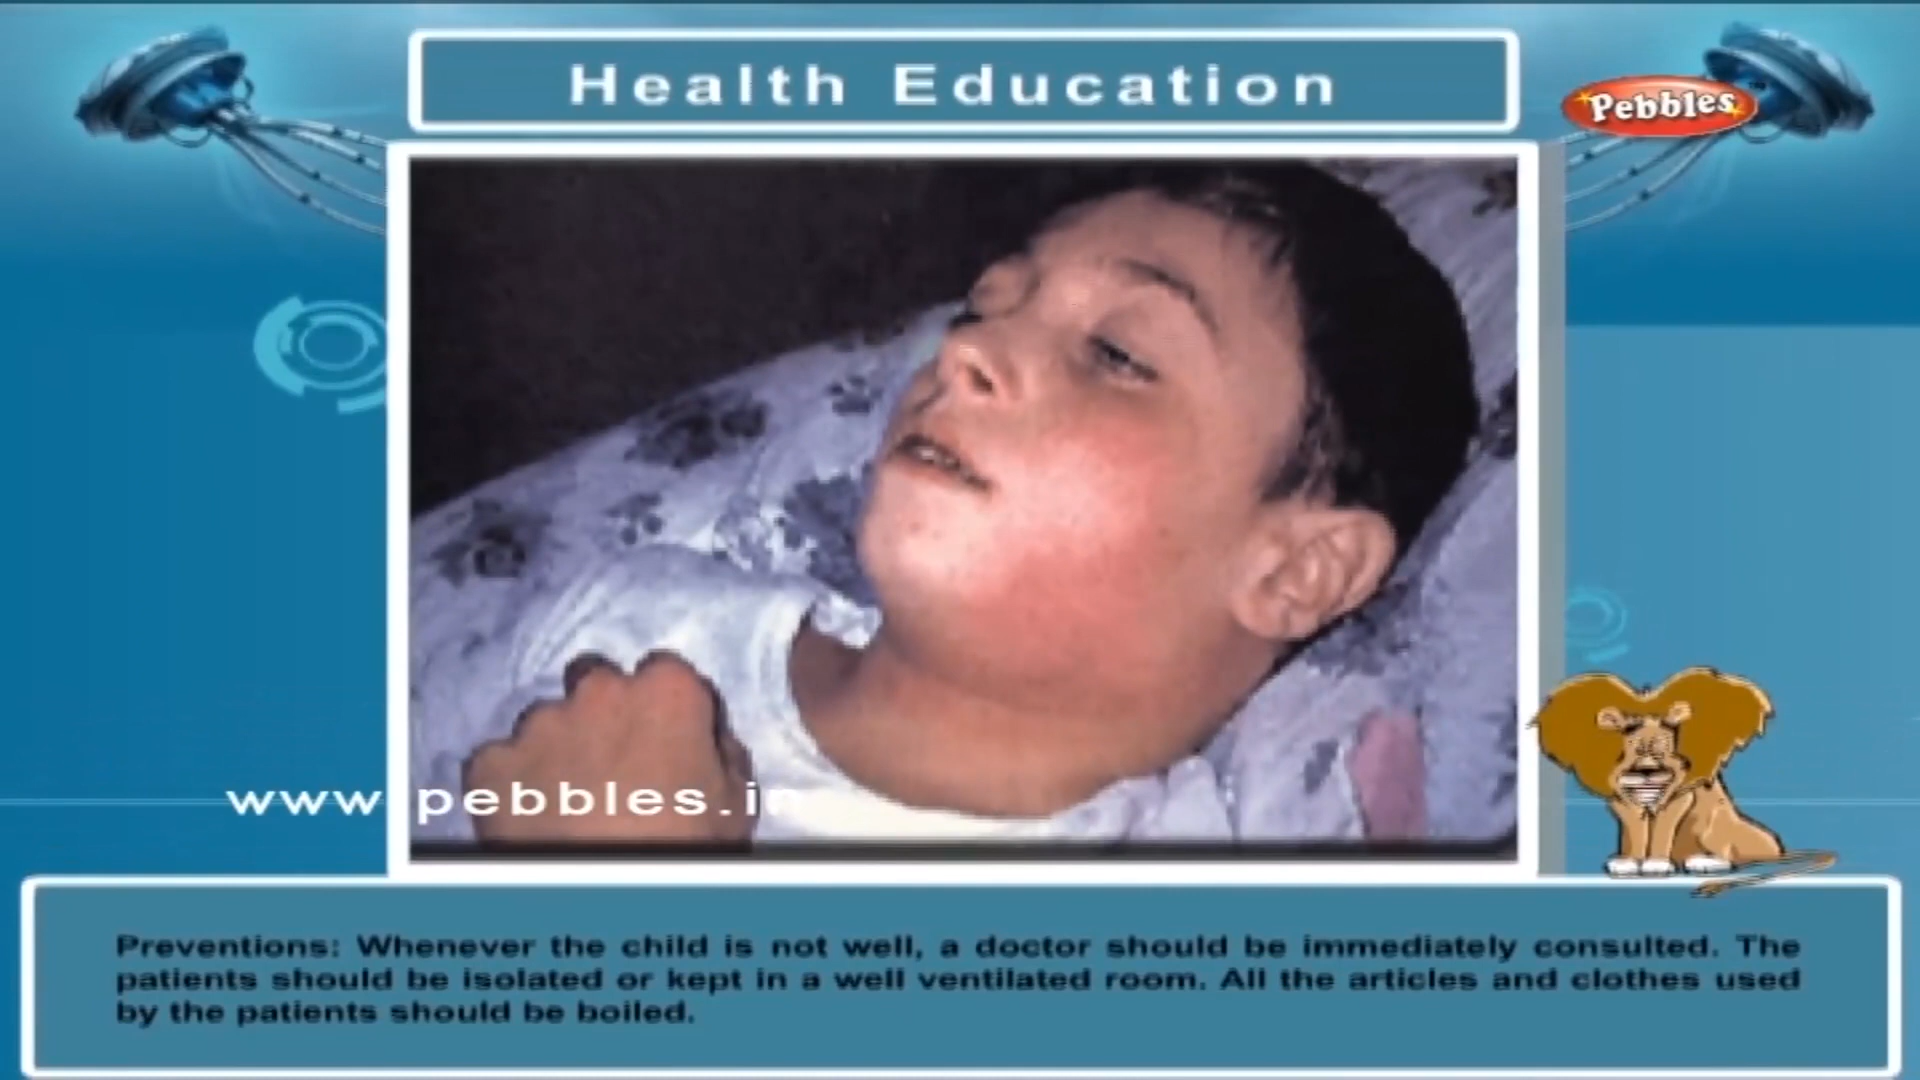 Health Education
Pebbles
www.pebbles.in
Preventions: Whenever the child is not well, a doctor should be immediately consulted. The
patients should be isolated or kept in a well ventilated room. All the articles and clothes used
by the patients should be boiled.